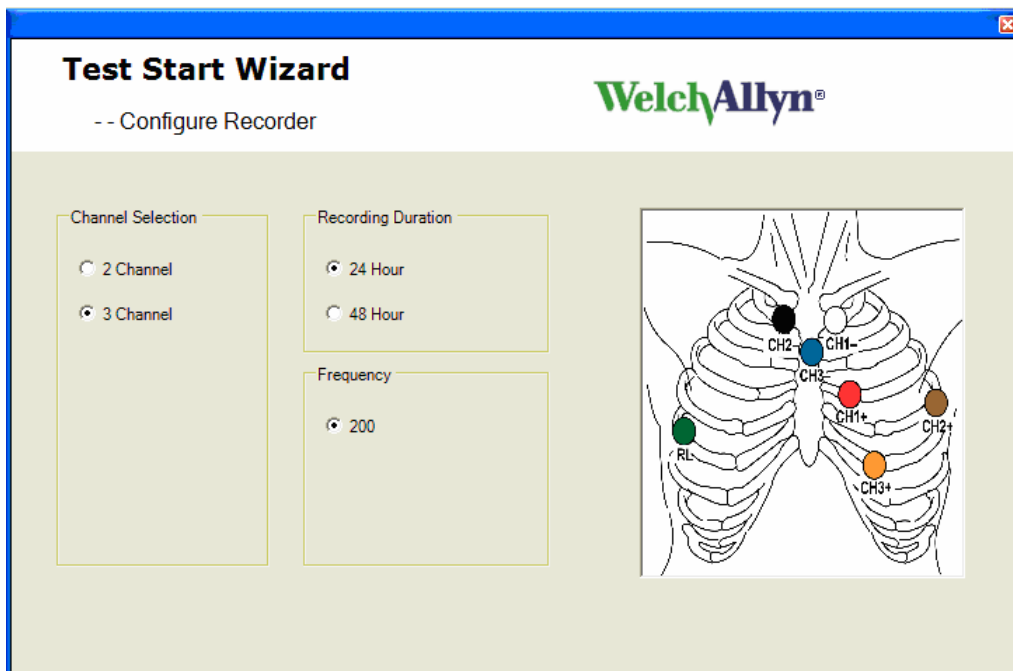 Test Start Wizard
- - Configure Recorder
WelchAllyn®
Channel Selection
2 Channel
3 Channel
Recording Duration
24 Hour
48 Hour
Frequency
200
CH2-
CH1-
CH3-
CH1+
CH2+
RL
CH3+